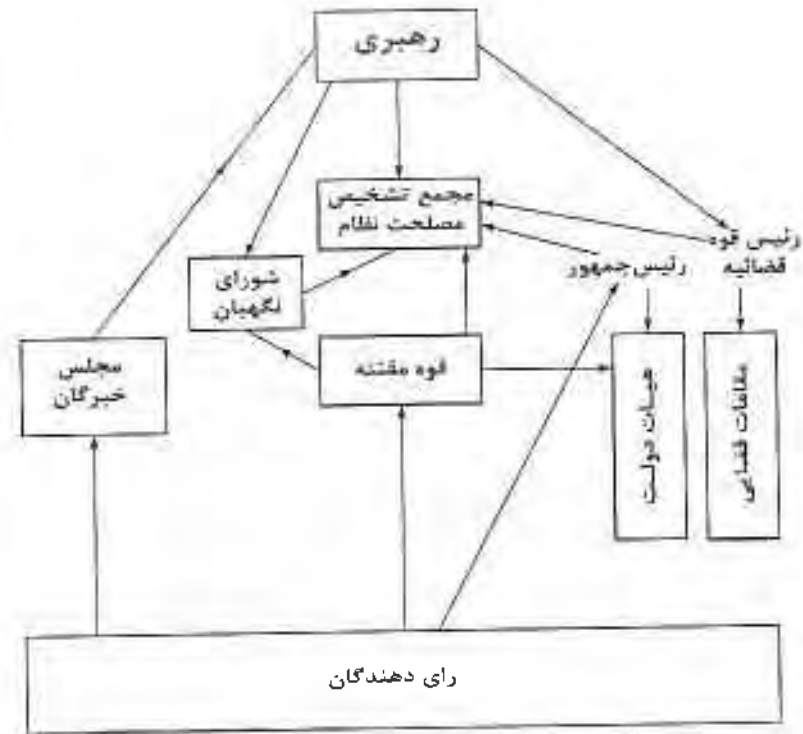 رهبری
مجمع تشخیص
مصلحت نظام
رئیس قوه
قضائیه
رئیس جمهور
شورای
نگهبان
قوه مقننه
مجلس
خبرگان
هیات دولت
مقامات قضایی
رای دهندگان